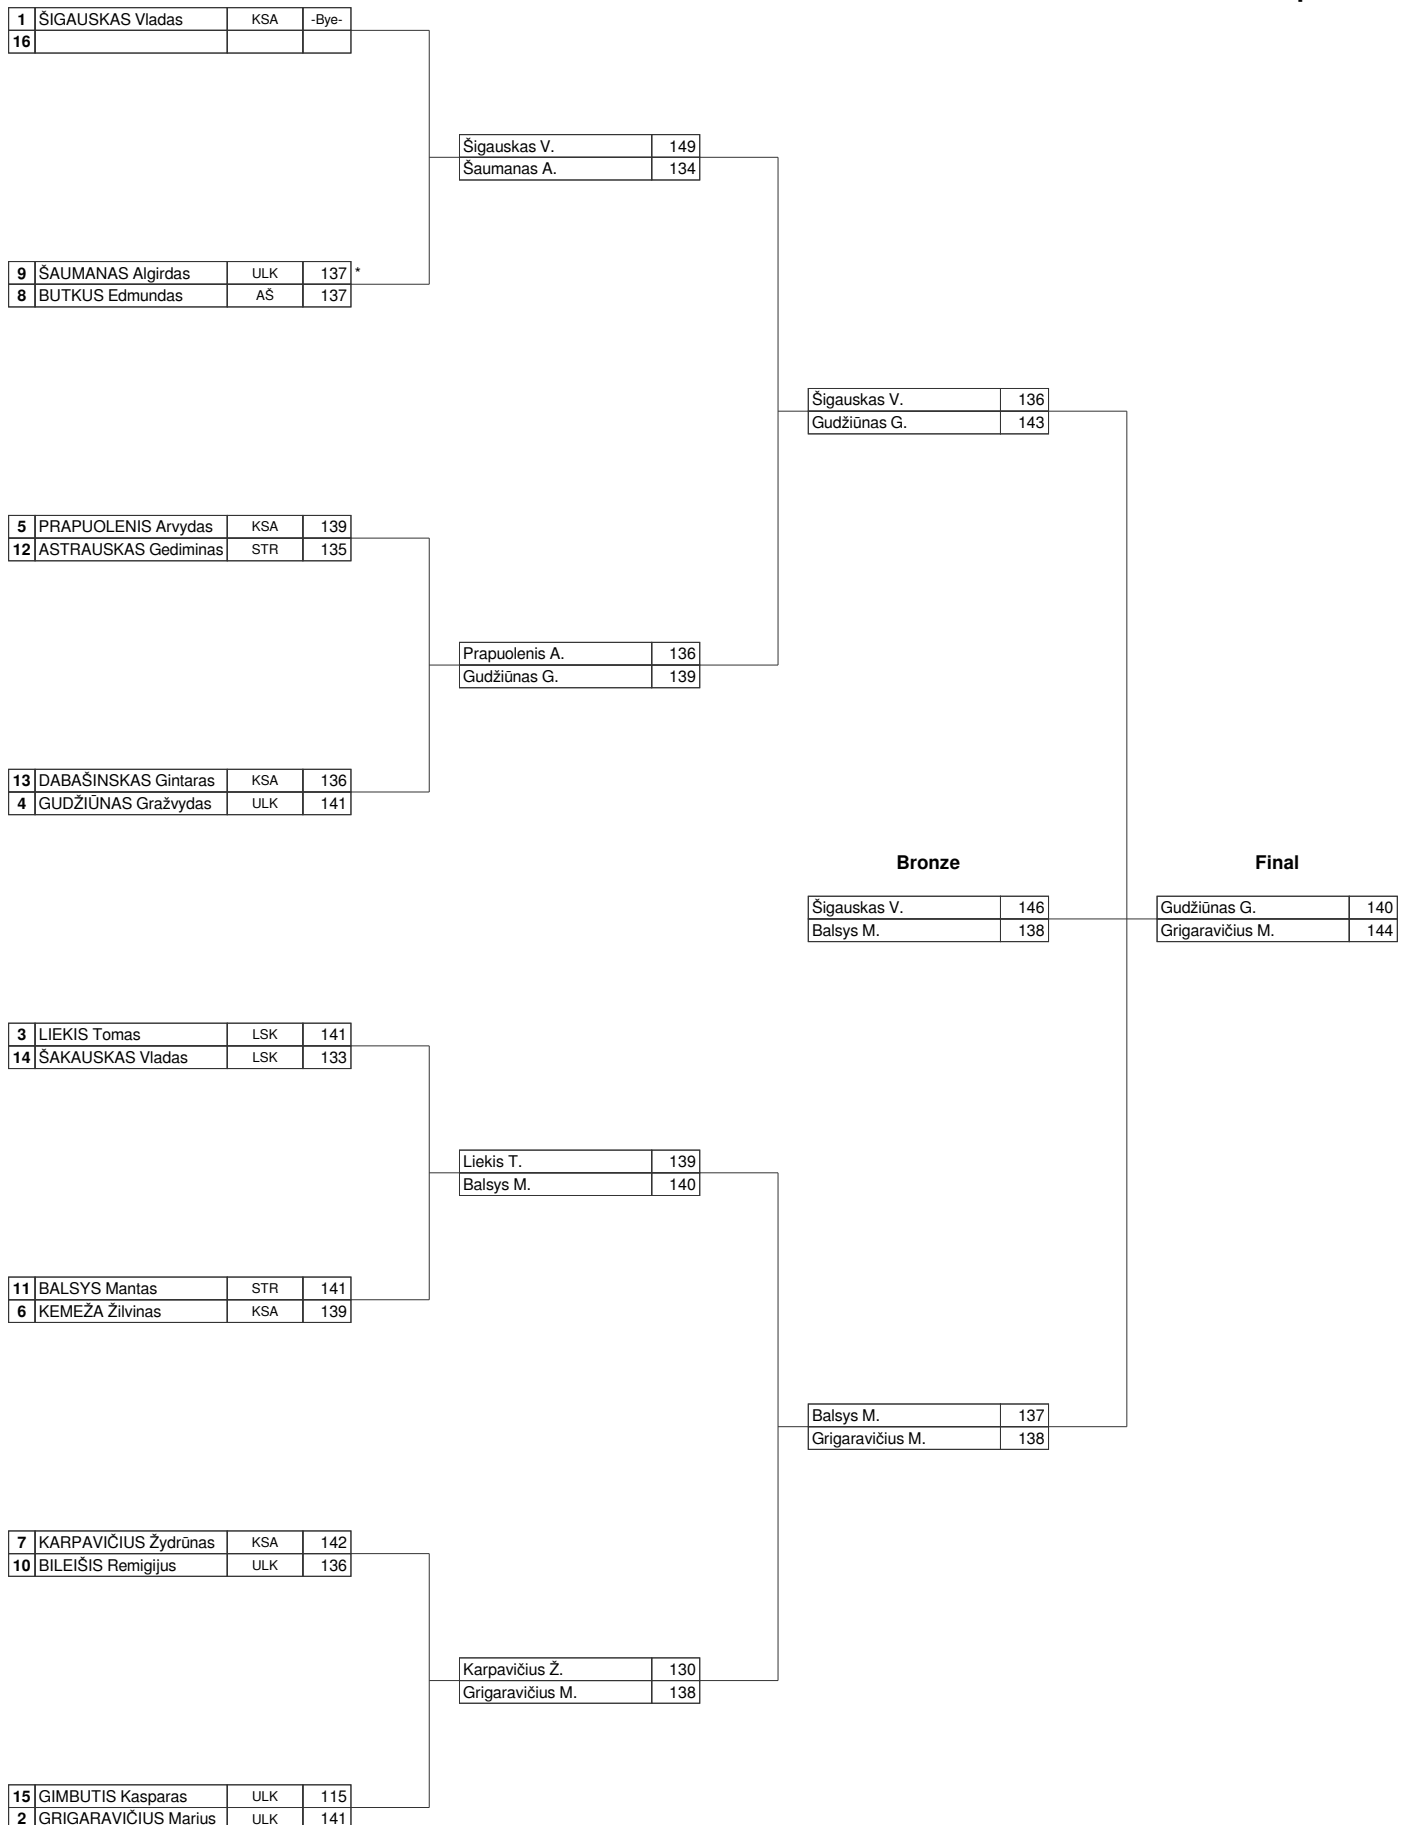 1 ŠIGAUSKAS Vladas KSA -Bye-
16
Šigauskas V. 149
Šaumanas A. 134
9 ŠAUMANAS Algirdas ULK 137 *
8 BUTKUS Edmundas AŠ 137
Šigauskas V. 136
Gudžiūnas G. 143
5 PRAPUOLENIS Arvydas KSA 139
12 ASTRAUSKAS Gediminas STR 135
Prapuolenis A. 136
Gudžiūnas G. 139
13 DABAŠINSKAS Gintaras KSA 136
4 GUDŽIŪNAS Gražvydas ULK 141
Bronze Final
Šigauskas V. 146 Gudžiūnas G. 140
Balsys M. 138 Grigaravičius M. 144
3 LIEKIS Tomas LSK 141
14 ŠAKAUSKAS Vladas LSK 133
Liekis T. 139
Balsys M. 140
11 BALSYS Mantas STR 141
6 KEMEŽA Žilvinas KSA 139
Balsys M. 137
Grigaravičius M. 138
7 KARPAVIČIUS Žydrūnas KSA 142
10 BILEIŠIS Remigijus ULK 136
Karpavičius Ž. 130
Grigaravičius M. 138
15 GIMBUTIS Kasparas ULK 115
2 GRIGARAVIČIUS Marius ULK 141